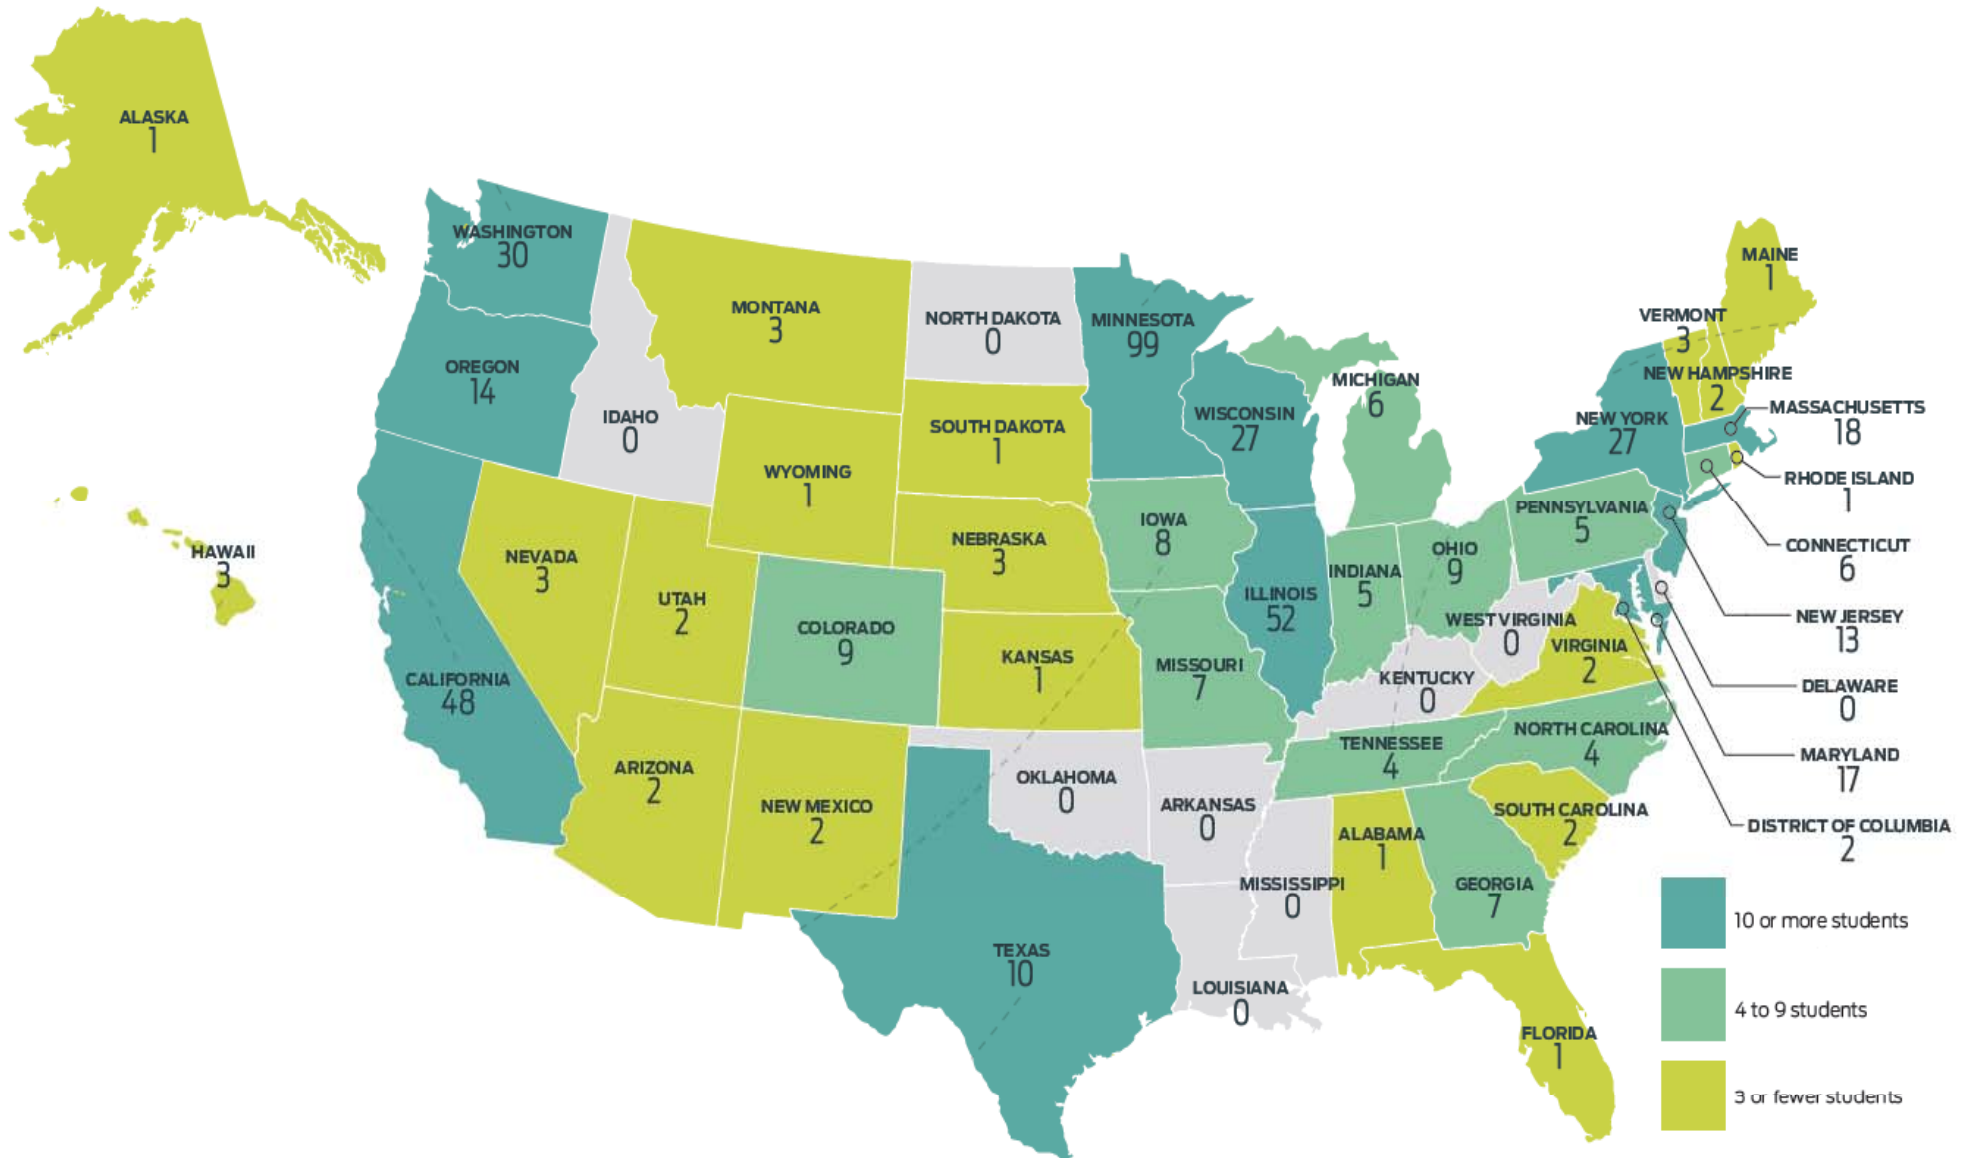 ALASKA
1
HAWAII
3
WASHINGTON
30
OREGON
14
CALIFORNIA
48
IDAHO
0
NEVADA
3
MONTANA
3
WYOMING
1
UTAH
2
ARIZONA
2
COLORADO
9
NEW MEXICO
2
NORTH DAKOTA
0
SOUTH DAKOTA
1
NEBRASKA
3
KANSAS
1
OKLAHOMA
0
TEXAS
10
MINNESOTA
99
IOWA
8
MISSOURI
7
ARKANSAS
0
LOUISIANA
0
WISCONSIN
27
ILLINOIS
52
MICHIGAN
6
INDIANA
5
OHIO
9
KENTUCKY
0
TENNESSEE
4
MISSISSIPPI
0
ALABAMA
1
GEORGIA
7
FLORIDA
1
SOUTH CAROLINA
2
NORTH CAROLINA
4
VIRGINIA
2
WEST VIRGINIA
0
PENNSYLVANIA
5
NEW YORK
27
VERMONT
3
NEW HAMPSHIRE
2
MAINE
1
MASSACHUSETTS
18
RHODE ISLAND
1
CONNECTICUT
6
NEW JERSEY
13
DELAWARE
0
MARYLAND
17
DISTRICT OF COLUMBIA
2
10 or more students
4 to 9 students
3 or fewer students